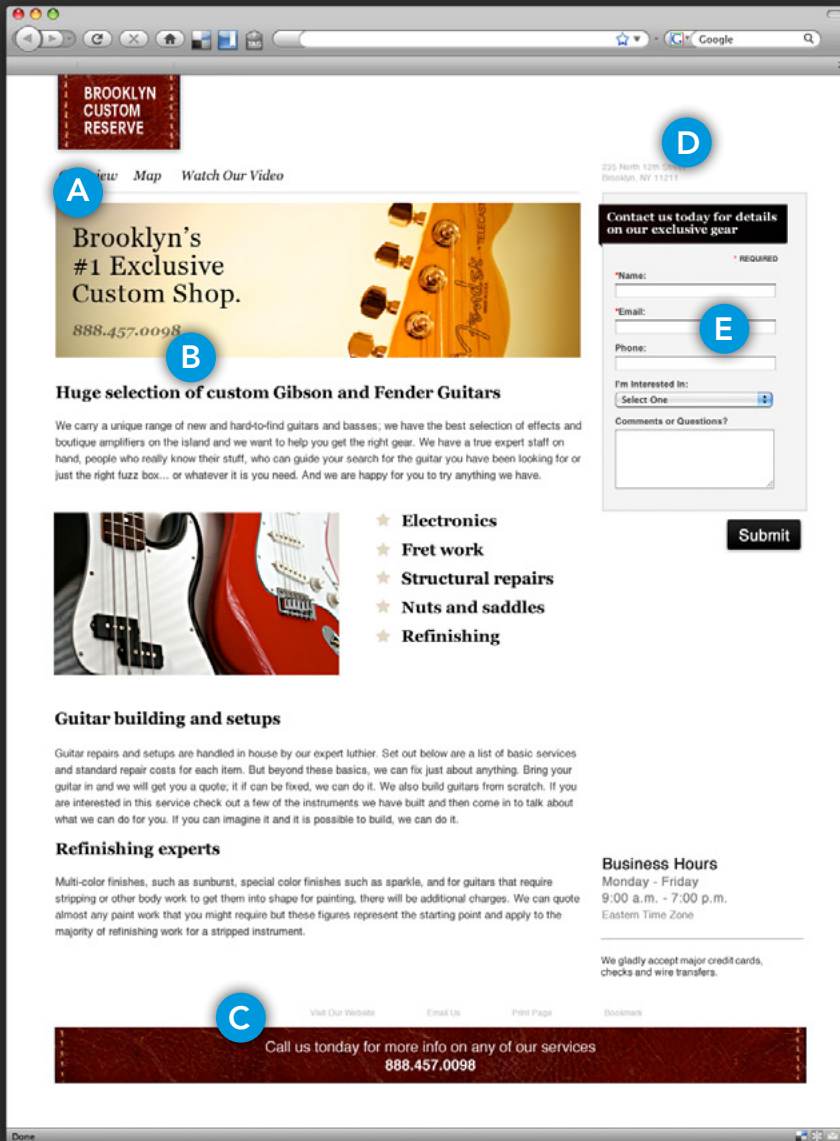 TAG
Google
BROOKLYN
CUSTOM
RESERVE
A
Map Watch Our Video
D
235 North 12th
Brooklyn, NY 11211
Brooklyn's
#1 Exclusive
Custom Shop.
888.457.0098
B
Fender
TELECAST
Contact us today for details
on our exclusive gear
* REQUIRED
*Name:
*Email:
E
Phone:
I'm Interested In:
Select One
Comments or Questions?
Submit
Huge selection of custom Gibson and Fender Guitars
We carry a unique range of new and hard-to-find guitars and basses; we have the best selection of effects and
boutique amplifiers on the island and we want to help you get the right gear. We have a true expert staff on
hand, people who really know their stuff, who can guide your search for the guitar you have been looking for or
just the right fuzz box... or whatever it is you need. And we are happy for you to try anything we have.
Electronics
Fret work
Structural repairs
Nuts and saddles
Refinishing
Guitar building and setups
Guitar repairs and setups are handled in house by our expert luthier. Set out below are a list of basic services
and standard repair costs for each item. But beyond these basics, we can fix just about anything. Bring your
guitar in and we will get you a quote; it if can be fixed, we can do it. We also build guitars from scratch. If you
are interested in this service check out a few of the instruments we have built and then come in to talk about
what we can do for you. If you can imagine it and it is possible to build, we can do it.
Refinishing experts
Multi-color finishes, such as sunburst, special color finishes such as sparkle, and for guitars that require
stripping or other body work to get them into shape for painting, there will be additional charges. We can quote
almost any paint work that you might require but these figures represent the starting point and apply to the
majority of refinishing work for a stripped instrument.
Business Hours
Monday - Friday
9:00 a.m. - 7:00 p.m.
Eastern Time Zone
We gladly accept major credit cards,
checks and wire transfers.
C
Visit Our Website Email Us Print Page Bookmark
Call us tonday for more info on any of our services
888.457.0098
Done